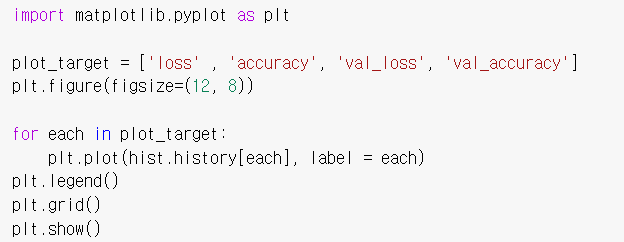 import matplotlib.pyplot as plt
plot_target = ['loss' , 'accuracy', 'val_loss', 'val_accuracy']
plt.figure(figsize=(12, 8))
for each in plot_target:
    plt.plot(hist.history[each], label = each)
plt.legend()
plt.grid()
plt.show()